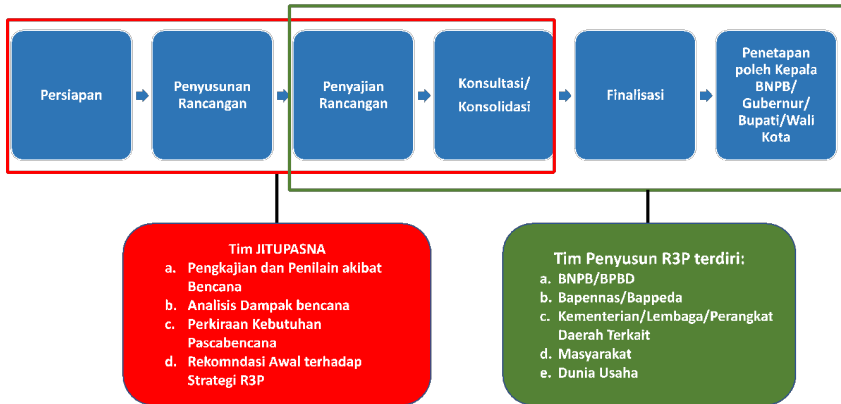 Persiapan
Penyusunan
Rancangan
Penyajian
Rancangan
Konsultasi/
Konsolidasi
Finalisasi
Penetapan
poleh Kepala
BNPB/
Gubernur/
Bupati/Wali
Kota
Tim JITUPASNA
a. Pengkajian dan Penilain akibat
Bencana
b. Analisis Dampak bencana
c. Perkiraan Kebutuhan
Pascabencana
d. Rekomndasi Awal terhadap
Strategi R3P
Tim Penyusun R3P terdiri:
a. BNPB/BPBD
b. Bapennas/Bappeda
c. Kementerian/Lembaga/Perangkat
Daerah Terkait
d. Masyarakat
e. Dunia Usaha